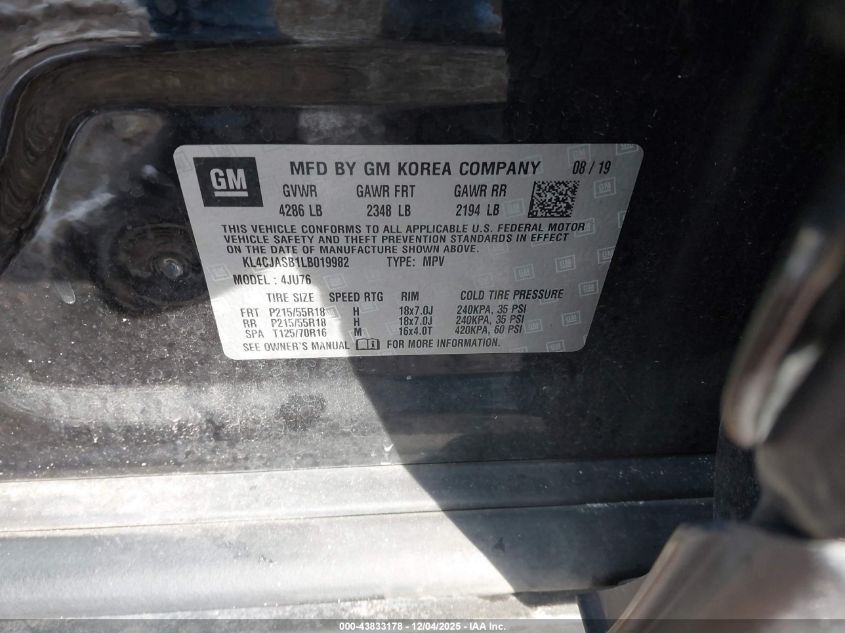 GM
MFD BY GM KOREA COMPANY 08 / 19
GVWR GAWR FRT GAWR RR
4286 LB 2348 LB 2194 LB
THIS VEHICLE CONFORMS TO ALL APPLICABLE U.S. FEDERAL MOTOR
VEHICLE SAFETY AND THEFT PREVENTION STANDARDS IN EFFECT
ON THE DATE OF MANUFACTURE SHOWN ABOVE.
KL4CJASB1LB019982 TYPE: MPV
MODEL : 4JU76
TIRE SIZE SPEED RTG RIM COLD TIRE PRESSURE
FRT P215/55R18 H 18x7.0J 240KPA, 35 PSI
RR P215/55R18 H 18x7.0J 240KPA, 35 PSI
SPA T125/70R16 M 16x4.0T 420KPA, 60 PSI
SEE OWNER'S MANUAL FOR MORE INFORMATION.
000-43833178 - 12/04/2025 - IAA Inc.